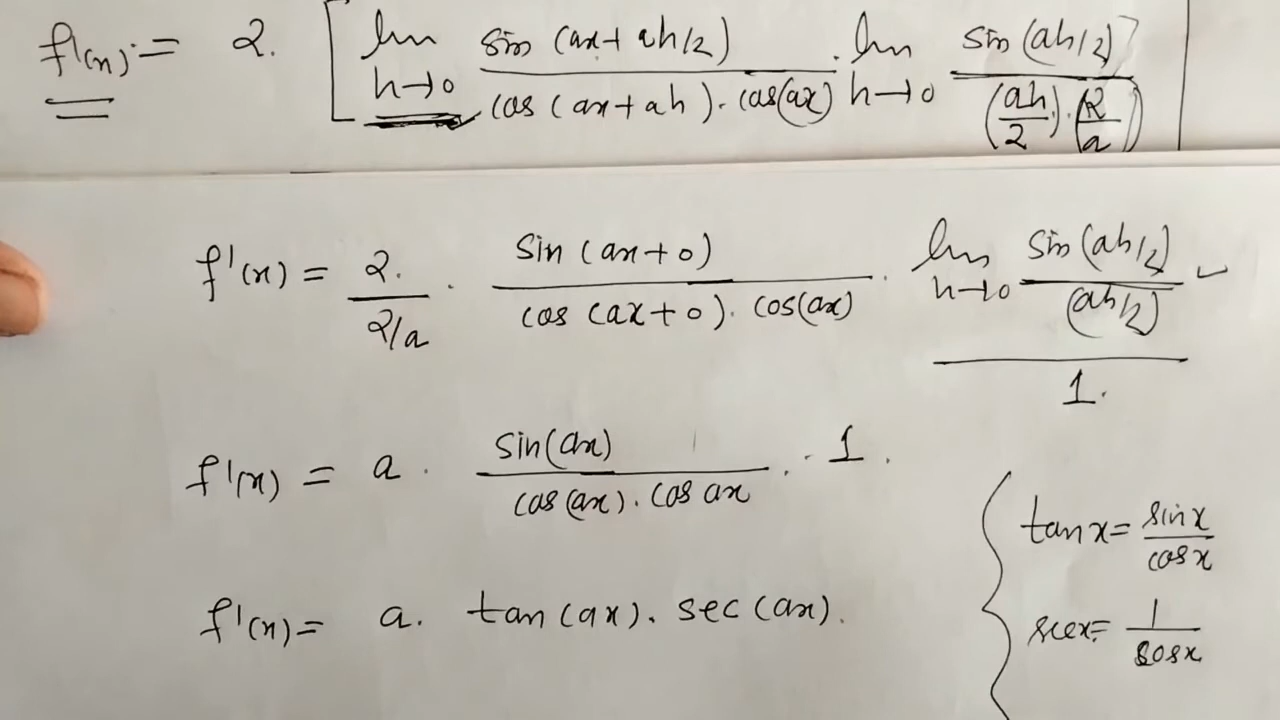 f'(x) = 2. [ lim h→0 sin (ax + ah/2) / cos (ax + ah) . cos(ax) . lim h→0 sin (ah/2) / (ah/2) . (2/a) ]
f'(x) = 2. / 2/a . sin (ax + 0) / cos (ax + 0) . cos(ax) . lim h→0 sin (ah/2) / (ah/2) / 1.
f'(x) = a . sin(ax) / cos(ax) . cos ax . 1 .
tan x = sin x / cos x
f'(x) = a . tan (ax) . sec (ax) .
sec x = 1 / cos x